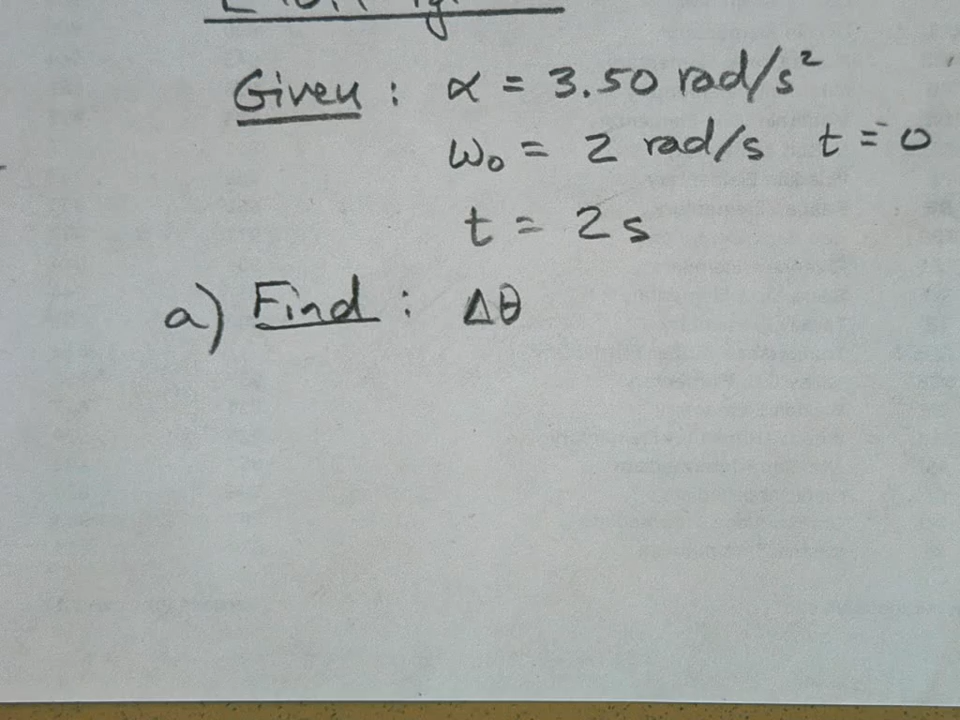 Given : α = 3.50 rad/s²
ω₀ = 2 rad/s t = 0
t = 2 s
a) Find : Δθ